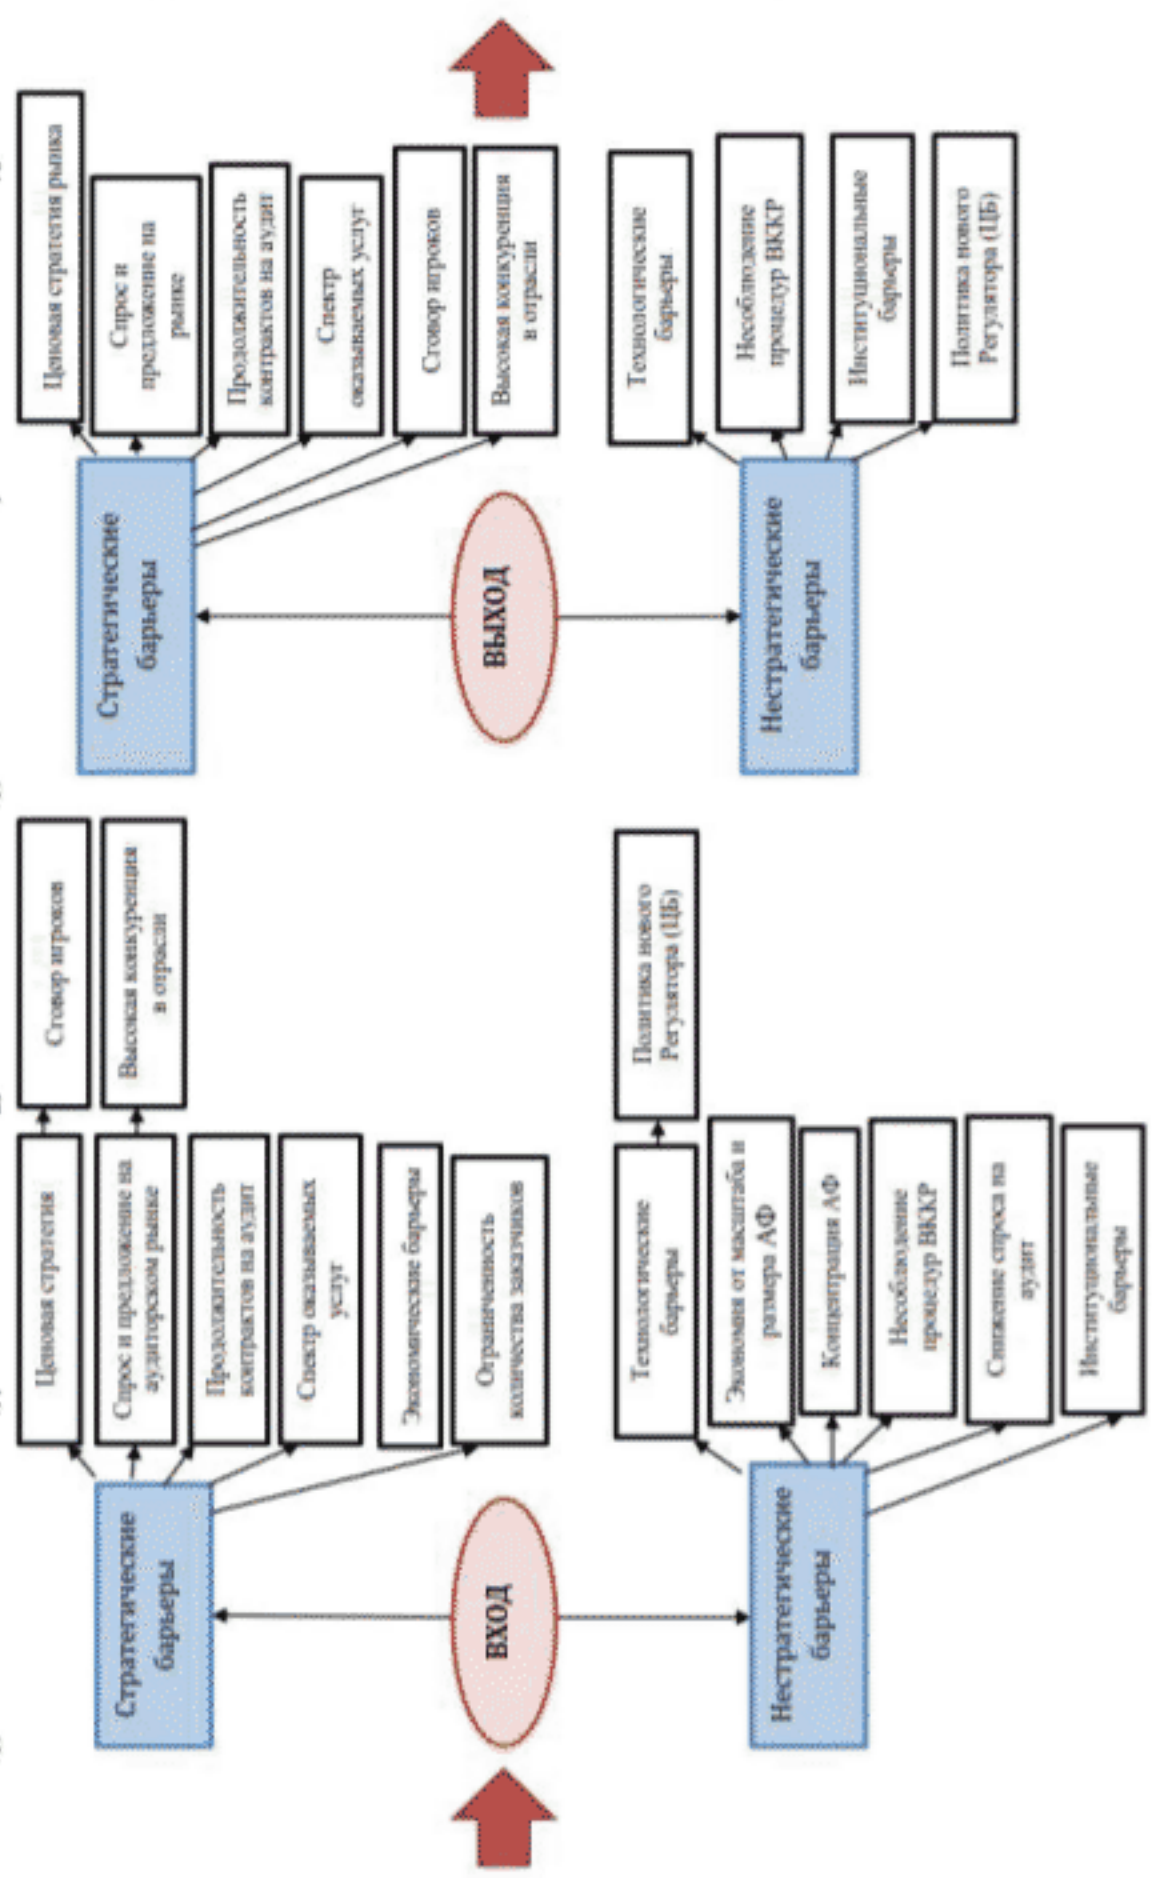 Ценовая стратегия
Сговор игроков
Спрос и предложение на
аудиторском рынке
Высокая конкуренция
в отрасли
Продолжительность
контрактов на аудит
Спектр оказываемых
услуг
Экономические барьеры
Ограниченность
количества заказчиков
Стратегические
барьеры
ВХОД
Нестратегические
барьеры
Технологические
барьеры
Политика нового
Регулятора (ЦБ)
Экономия от масштаба и
размера АФ
Концентрация АФ
Несоблюдение
процедур ВККР
Снижение спроса на
аудит
Институциональные
барьеры
Стратегические
барьеры
Ценовая стратегия рынка
Спрос и
предложение на
рынке
Продолжительность
контрактов на аудит
Спектр
оказываемых услуг
Сговор игроков
Высокая конкуренция
в отрасли
ВЫХОД
Нестратегические
барьеры
Технологические
барьеры
Несоблюдение
процедур ВККР
Институциональные
барьеры
Политика нового
Регулятора (ЦБ)